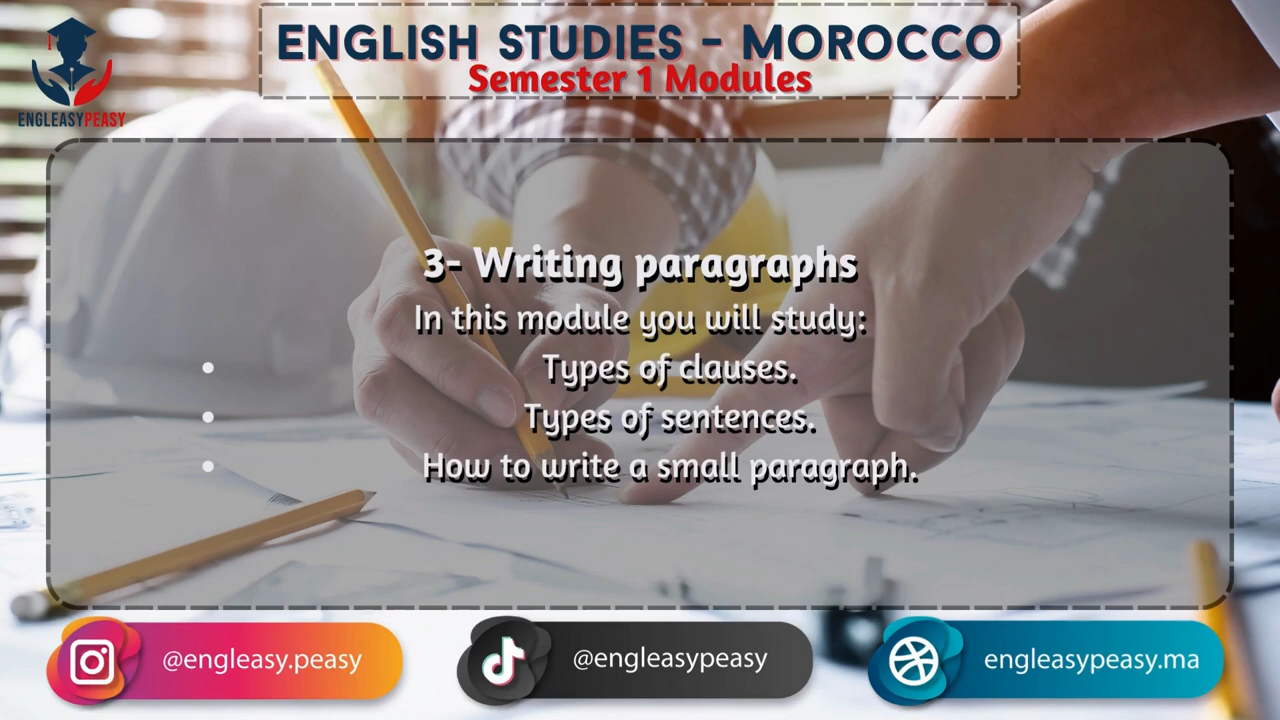 ENGLISH STUDIES - MOROCCO
Semester 1 Modules
ENGLEASYPEASY
3- Writing paragraphs
In this module you will study:
• Types of clauses.
• Types of sentences.
• How to write a small paragraph.
@engleasy.peasy
@engleasypeasy
engleasypeasy.ma